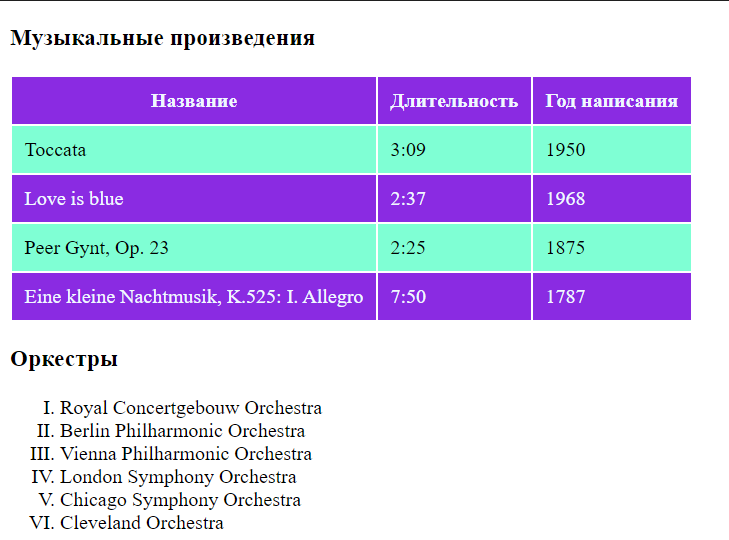 Музыкальные произведения
Название Длительность Год написания
Toccata 3:09 1950
Love is blue 2:37 1968
Peer Gynt, Op. 23 2:25 1875
Eine kleine Nachtmusik, K.525: I. Allegro 7:50 1787
Оркестры
I. Royal Concertgebouw Orchestra
II. Berlin Philharmonic Orchestra
III. Vienna Philharmonic Orchestra
IV. London Symphony Orchestra
V. Chicago Symphony Orchestra
VI. Cleveland Orchestra